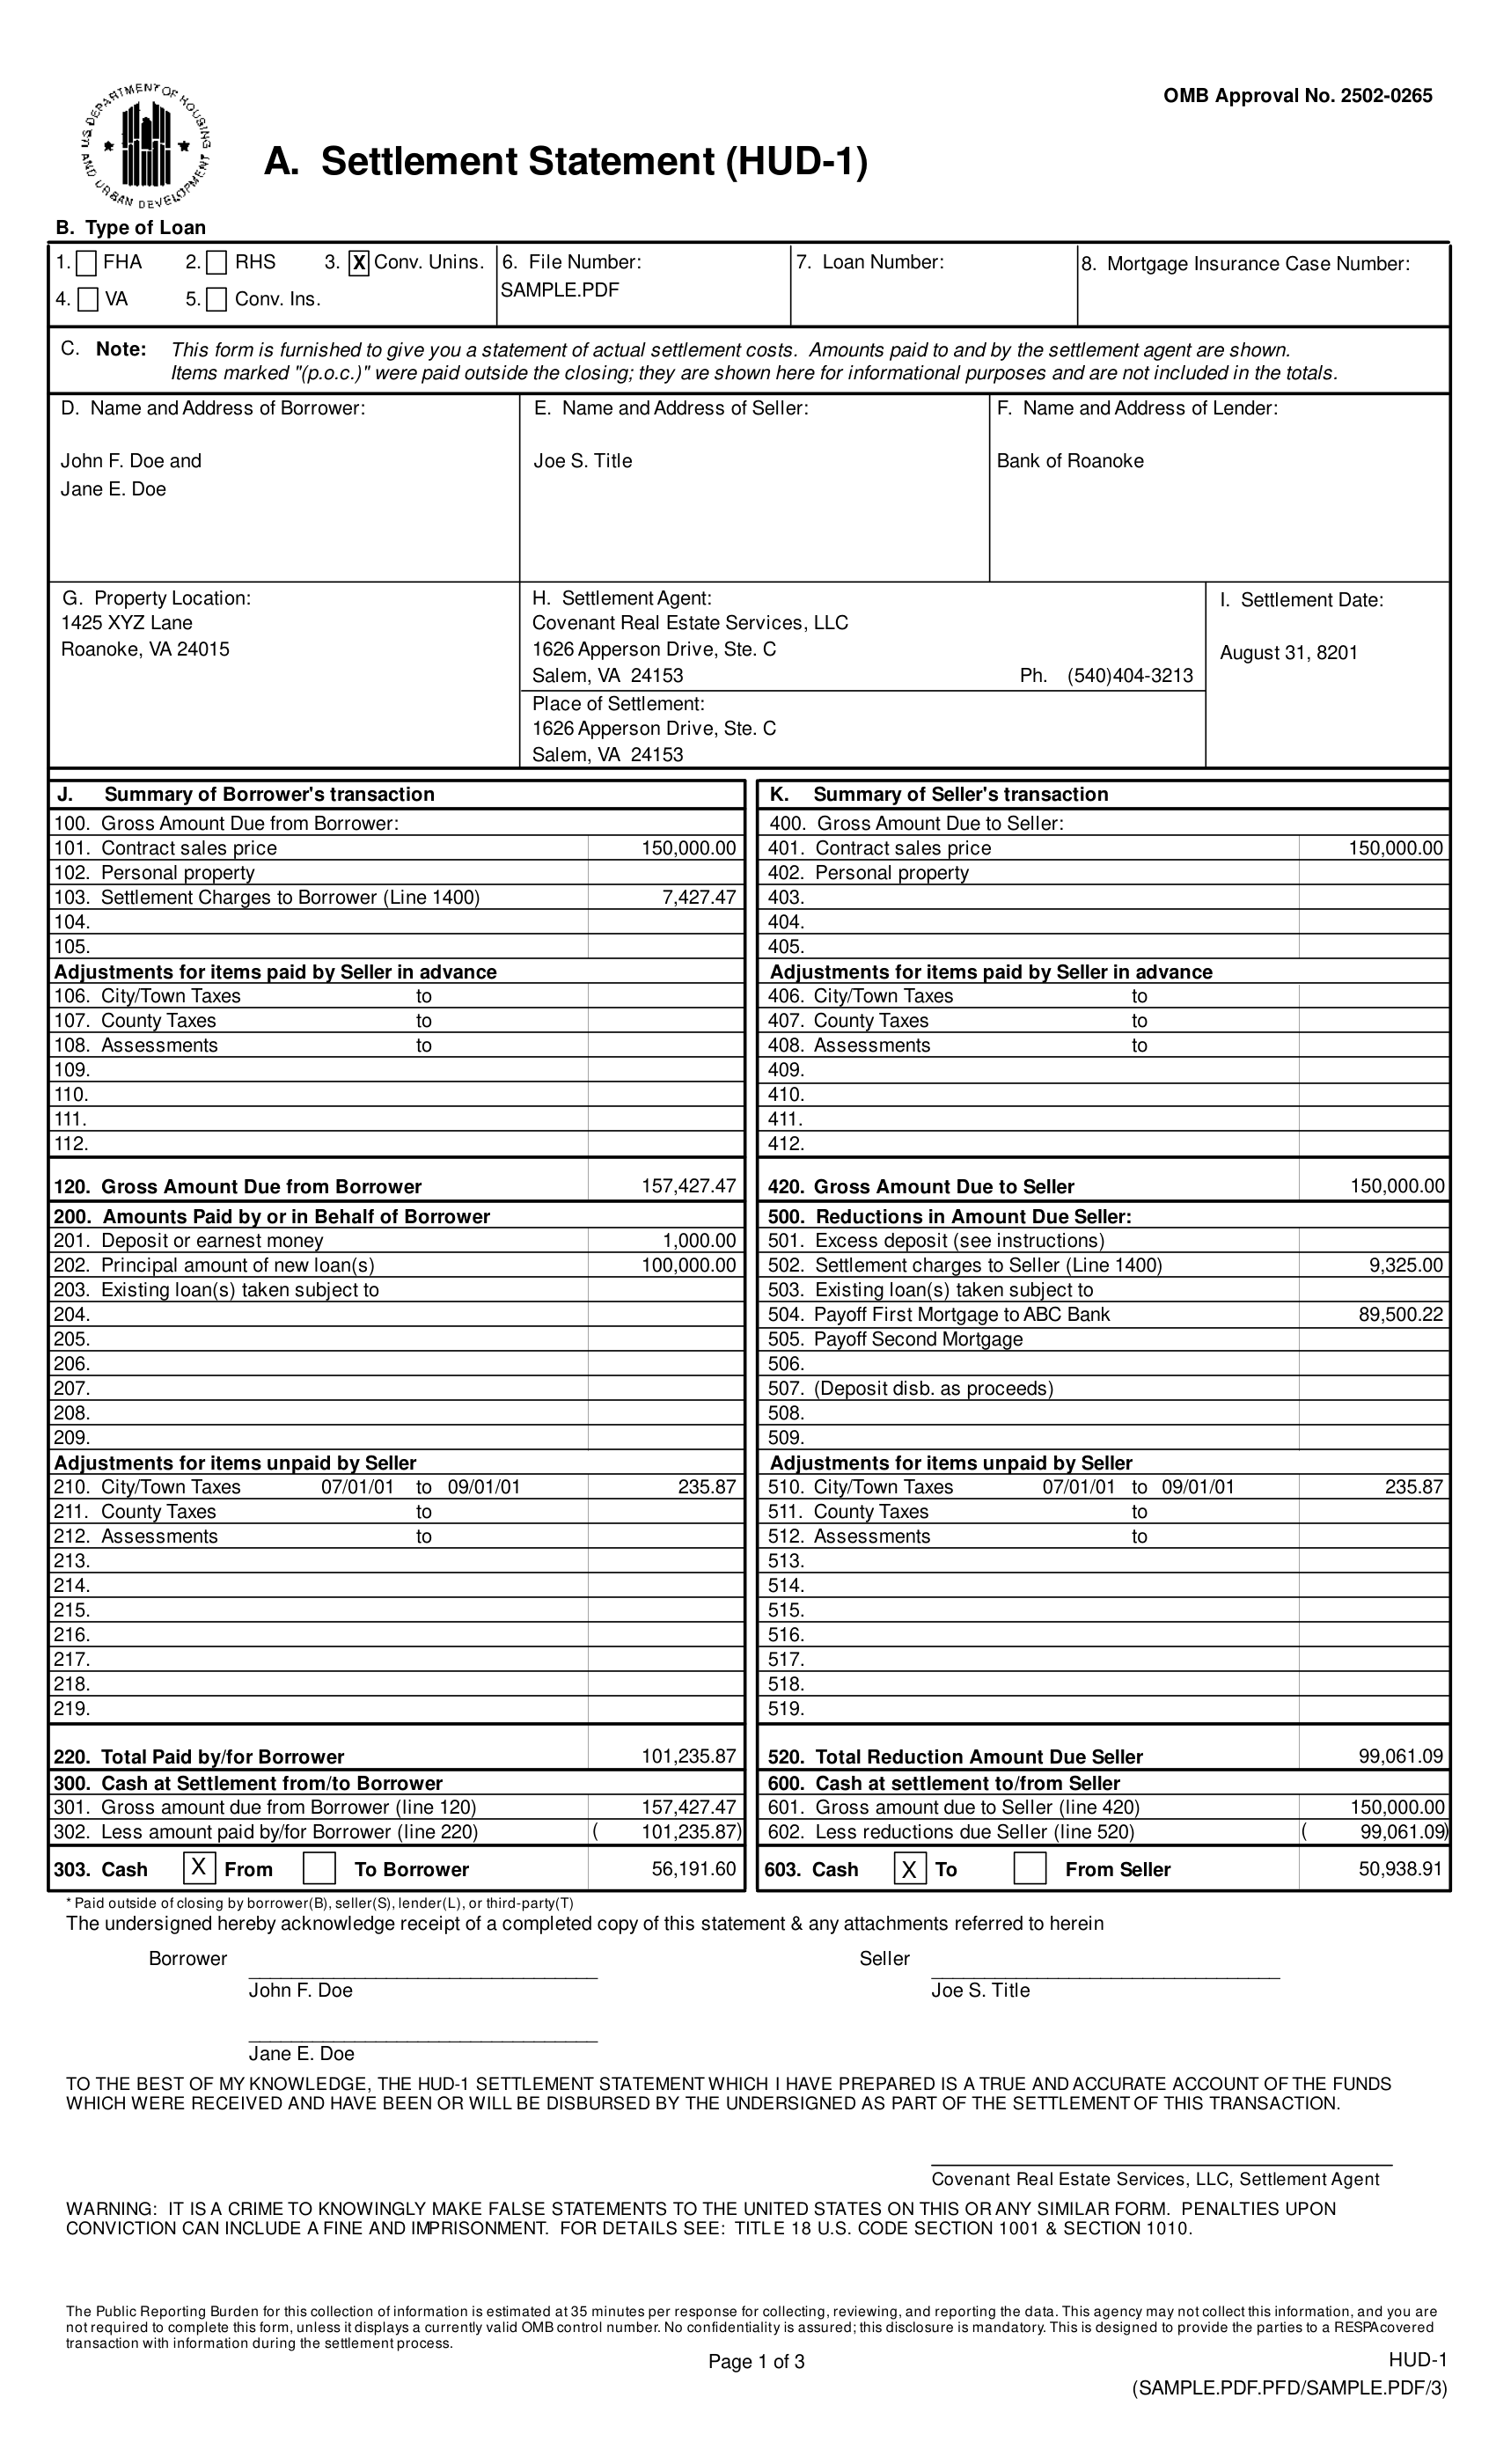 OMB Approval No. 2502-0265
U.S. DEPARTMENT OF HOUSING AND URBAN DEVELOPMENT
A. Settlement Statement (HUD-1)
B. Type of Loan
1. FHA 2. RHS 3. X Conv. Unins. 6. File Number: 7. Loan Number: 8. Mortgage Insurance Case Number:
SAMPLE.PDF
4. VA 5. Conv. Ins.
C. Note: This form is furnished to give you a statement of actual settlement costs. Amounts paid to and by the settlement agent are shown.
Items marked "(p.o.c.)" were paid outside the closing; they are shown here for informational purposes and are not included in the totals.
D. Name and Address of Borrower:
John F. Doe and
Jane E. Doe
E. Name and Address of Seller:
Joe S. Title
F. Name and Address of Lender:
Bank of Roanoke
G. Property Location:
1425 XYZ Lane
Roanoke, VA 24015
H. Settlement Agent:
Covenant Real Estate Services, LLC
1626 Apperson Drive, Ste. C
Salem, VA 24153 Ph. (540)404-3213
Place of Settlement:
1626 Apperson Drive, Ste. C
Salem, VA 24153
I. Settlement Date:
August 31, 8201
J. Summary of Borrower's transaction
100. Gross Amount Due from Borrower:
101. Contract sales price 150,000.00
102. Personal property
103. Settlement Charges to Borrower (Line 1400) 7,427.47
104.
105.
Adjustments for items paid by Seller in advance
106. City/Town Taxes to
107. County Taxes to
108. Assessments to
109.
110.
111.
112.
120. Gross Amount Due from Borrower 157,427.47
200. Amounts Paid by or in Behalf of Borrower
201. Deposit or earnest money 1,000.00
202. Principal amount of new loan(s) 100,000.00
203. Existing loan(s) taken subject to
204.
205.
206.
207.
208.
209.
Adjustments for items unpaid by Seller
210. City/Town Taxes 07/01/01 to 09/01/01 235.87
211. County Taxes to
212. Assessments to
213.
214.
215.
216.
217.
218.
219.
220. Total Paid by/for Borrower 101,235.87
300. Cash at Settlement from/to Borrower
301. Gross amount due from Borrower (line 120) 157,427.47
302. Less amount paid by/for Borrower (line 220) ( 101,235.87)
303. Cash X From To Borrower 56,191.60
K. Summary of Seller's transaction
400. Gross Amount Due to Seller:
401. Contract sales price 150,000.00
402. Personal property
403.
404.
405.
Adjustments for items paid by Seller in advance
406. City/Town Taxes to
407. County Taxes to
408. Assessments to
409.
410.
411.
412.
420. Gross Amount Due to Seller 150,000.00
500. Reductions in Amount Due Seller:
501. Excess deposit (see instructions)
502. Settlement charges to Seller (Line 1400) 9,325.00
503. Existing loan(s) taken subject to
504. Payoff First Mortgage to ABC Bank 89,500.22
505. Payoff Second Mortgage
506.
507. (Deposit disb. as proceeds)
508.
509.
Adjustments for items unpaid by Seller
510. City/Town Taxes 07/01/01 to 09/01/01 235.87
511. County Taxes to
512. Assessments to
513.
514.
515.
516.
517.
518.
519.
520. Total Reduction Amount Due Seller 99,061.09
600. Cash at settlement to/from Seller
601. Gross amount due to Seller (line 420) 150,000.00
602. Less reductions due Seller (line 520) ( 99,061.09)
603. Cash X To From Seller 50,938.91
* Paid outside of closing by borrower(B), seller(S), lender(L), or third-party(T)
The undersigned hereby acknowledge receipt of a completed copy of this statement & any attachments referred to herein
Borrower Seller
John F. Doe Joe S. Title
Jane E. Doe
TO THE BEST OF MY KNOWLEDGE, THE HUD-1 SETTLEMENT STATEMENT WHICH I HAVE PREPARED IS A TRUE AND ACCURATE ACCOUNT OF THE FUNDS
WHICH WERE RECEIVED AND HAVE BEEN OR WILL BE DISBURSED BY THE UNDERSIGNED AS PART OF THE SETTLEMENT OF THIS TRANSACTION.
Covenant Real Estate Services, LLC, Settlement Agent
WARNING: IT IS A CRIME TO KNOWINGLY MAKE FALSE STATEMENTS TO THE UNITED STATES ON THIS OR ANY SIMILAR FORM. PENALTIES UPON
CONVICTION CAN INCLUDE A FINE AND IMPRISONMENT. FOR DETAILS SEE: TITLE 18 U.S. CODE SECTION 1001 & SECTION 1010.
The Public Reporting Burden for this collection of information is estimated at 35 minutes per response for collecting, reviewing, and reporting the data. This agency may not collect this information, and you are
not required to complete this form, unless it displays a currently valid OMB control number. No confidentiality is assured; this disclosure is mandatory. This is designed to provide the parties to a RESPA covered
transaction with information during the settlement process.
Page 1 of 3
HUD-1
(SAMPLE.PDF.PFD/SAMPLE.PDF/3)